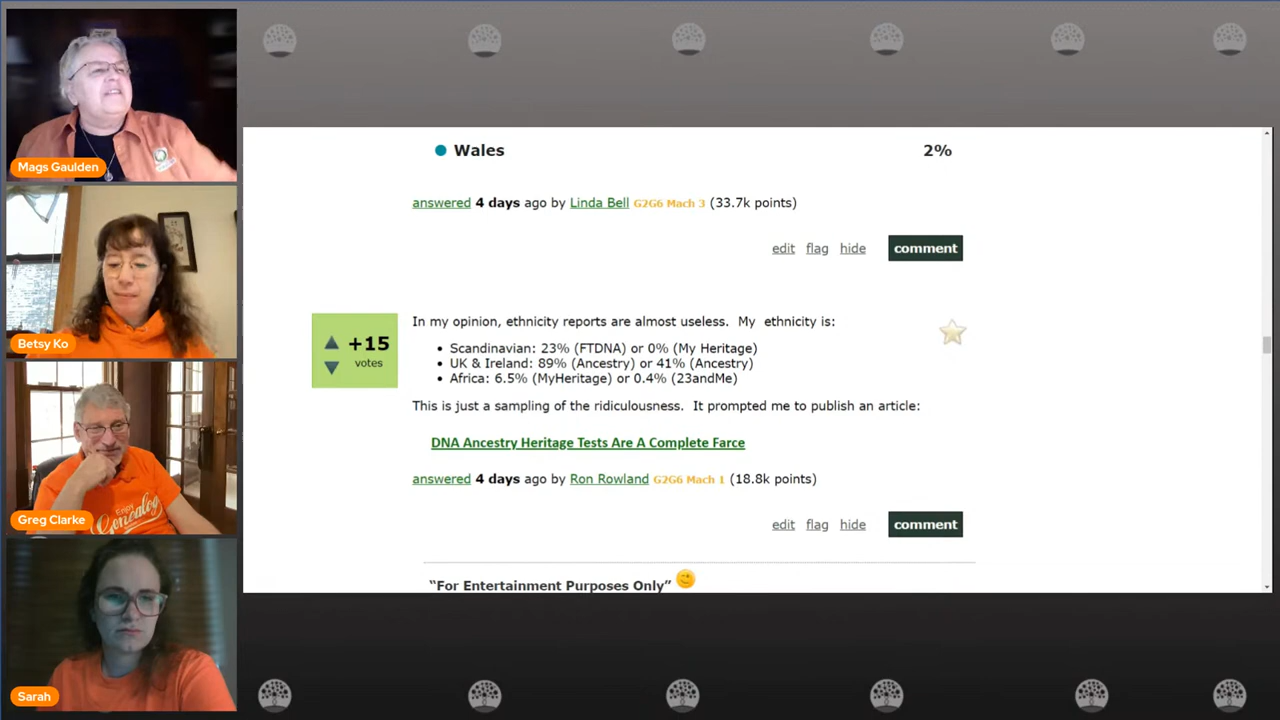 Mags Gaulden
Betsy Ko
Enjoy
Genealogy
Greg Clarke
Sarah
Wales 2%
answered 4 days ago by Linda Bell G2G6 Mach 3 (33.7k points)
edit flag hide comment
+15
votes
In my opinion, ethnicity reports are almost useless.  My  ethnicity is:
• Scandinavian: 23% (FTDNA) or 0% (My Heritage)
• UK & Ireland: 89% (Ancestry) or 41% (Ancestry)
• Africa: 6.5% (MyHeritage) or 0.4% (23andMe)
This is just a sampling of the ridiculousness.  It prompted me to publish an article:
DNA Ancestry Heritage Tests Are A Complete Farce
answered 4 days ago by Ron Rowland G2G6 Mach 1 (18.8k points)
edit flag hide comment
“For Entertainment Purposes Only”